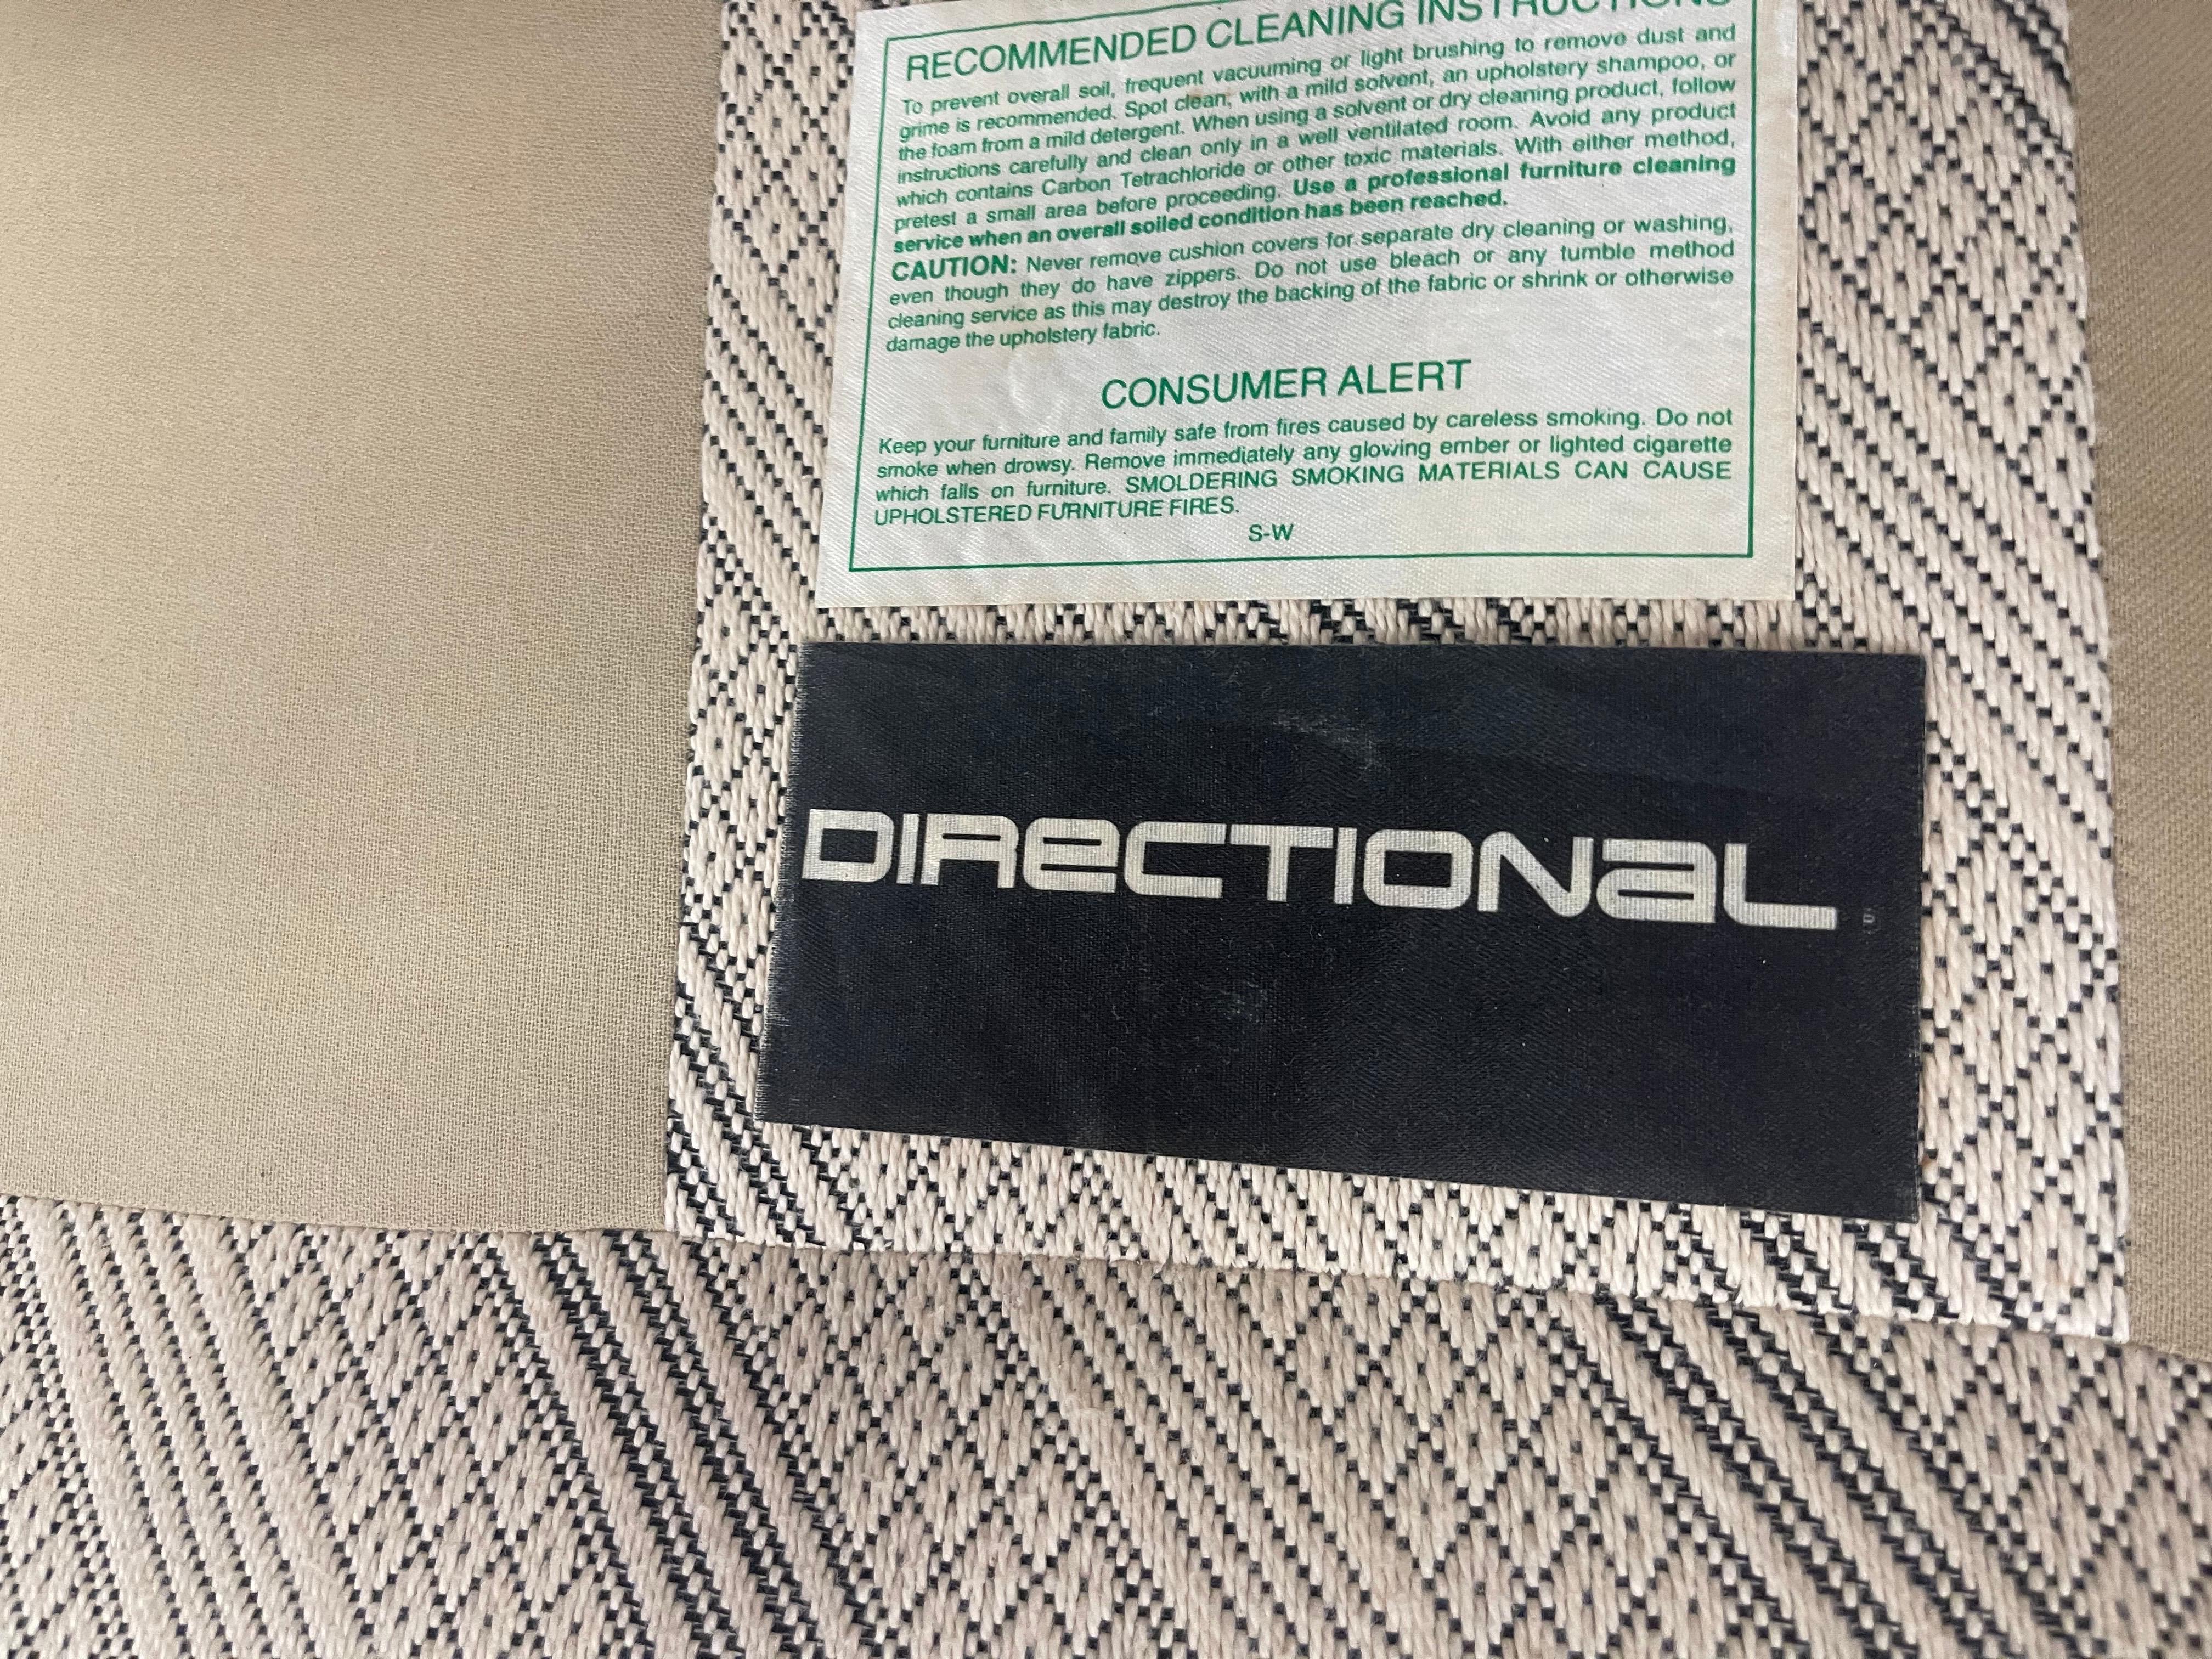 RECOMMENDED CLEANING INSTRUCTIONS
To prevent overall soil, frequent vacuuming or light brushing to remove dust and
grime is recommended. Spot clean, with a mild solvent, an upholstery shampoo, or
the foam from a mild detergent. When using a solvent or dry cleaning product, follow
instructions carefully and clean only in a well ventilated room. Avoid any product
which contains Carbon Tetrachloride or other toxic materials. With either method,
pretest a small area before proceeding. Use a professional furniture cleaning
service when an overall soiled condition has been reached.
CAUTION: Never remove cushion covers for separate dry cleaning or washing,
even though they do have zippers. Do not use bleach or any tumble method
cleaning service as this may destroy the backing of the fabric or shrink or otherwise
damage the upholstery fabric.
CONSUMER ALERT
Keep your furniture and family safe from fires caused by careless smoking. Do not
smoke when drowsy. Remove immediately any glowing ember or lighted cigarette
which falls on furniture. SMOLDERING SMOKING MATERIALS CAN CAUSE
UPHOLSTERED FURNITURE FIRES.
S-W
DIRECTIONAL